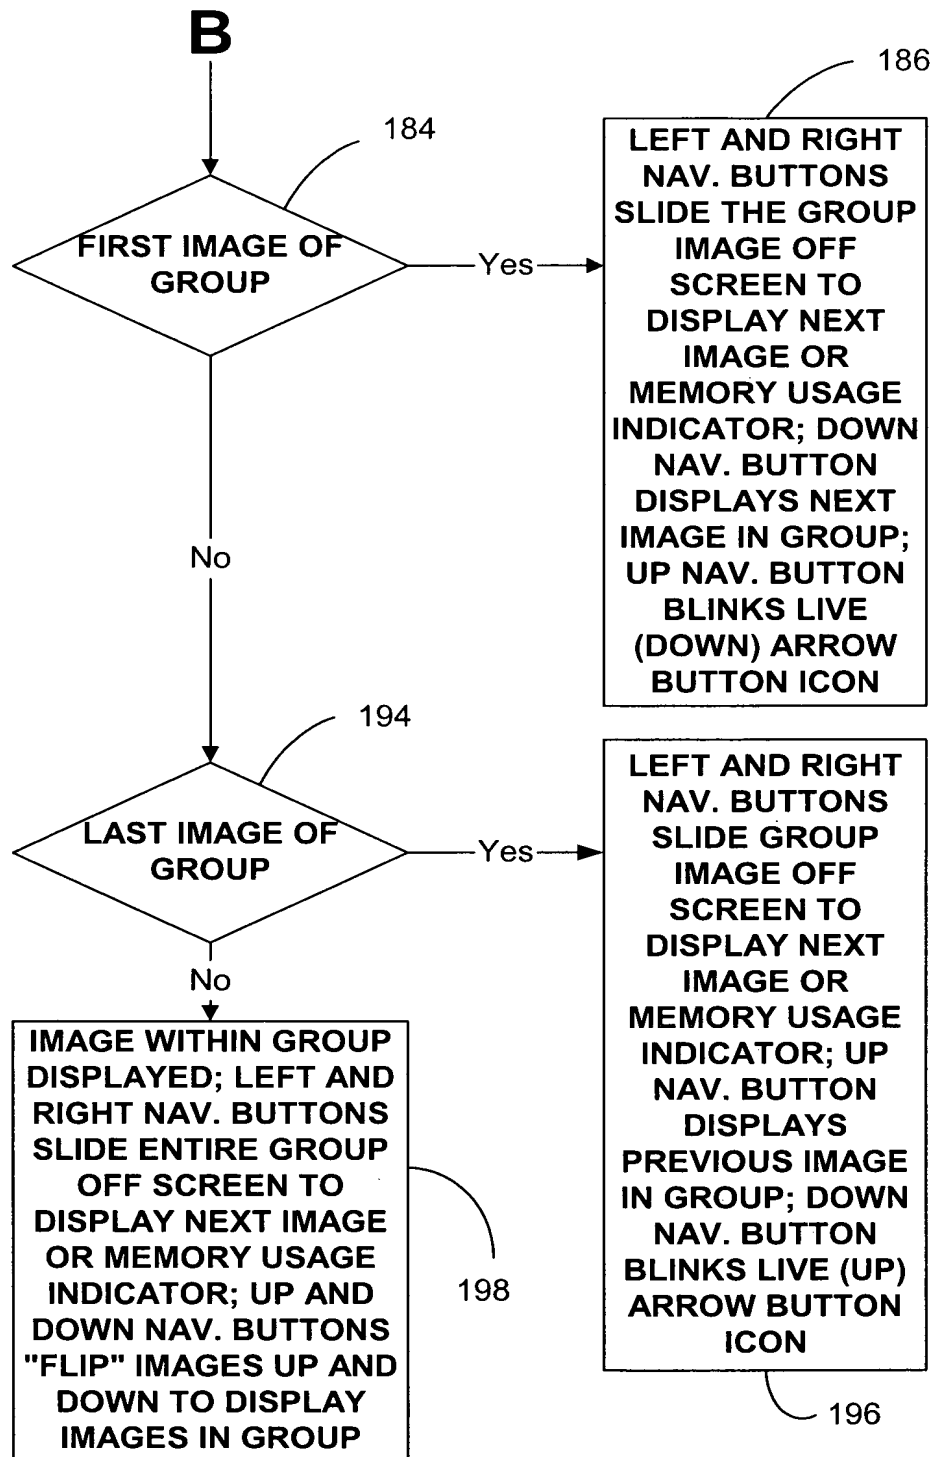 B
184
FIRST IMAGE OF
GROUP
Yes
186
LEFT AND RIGHT
NAV. BUTTONS
SLIDE THE GROUP
IMAGE OFF
SCREEN TO
DISPLAY NEXT
IMAGE OR
MEMORY USAGE
INDICATOR; DOWN
NAV. BUTTON
DISPLAYS NEXT
IMAGE IN GROUP;
UP NAV. BUTTON
BLINKS LIVE
(DOWN) ARROW
BUTTON ICON
No
194
LAST IMAGE OF
GROUP
Yes
LEFT AND RIGHT
NAV. BUTTONS
SLIDE GROUP
IMAGE OFF
SCREEN TO
DISPLAY NEXT
IMAGE OR
MEMORY USAGE
INDICATOR; UP
NAV. BUTTON
DISPLAYS
PREVIOUS IMAGE
IN GROUP; DOWN
NAV. BUTTON
BLINKS LIVE (UP)
ARROW BUTTON
ICON
196
No
IMAGE WITHIN GROUP
DISPLAYED; LEFT AND
RIGHT NAV. BUTTONS
SLIDE ENTIRE GROUP
OFF SCREEN TO
DISPLAY NEXT IMAGE
OR MEMORY USAGE
INDICATOR; UP AND
DOWN NAV. BUTTONS
"FLIP" IMAGES UP AND
DOWN TO DISPLAY
IMAGES IN GROUP
198